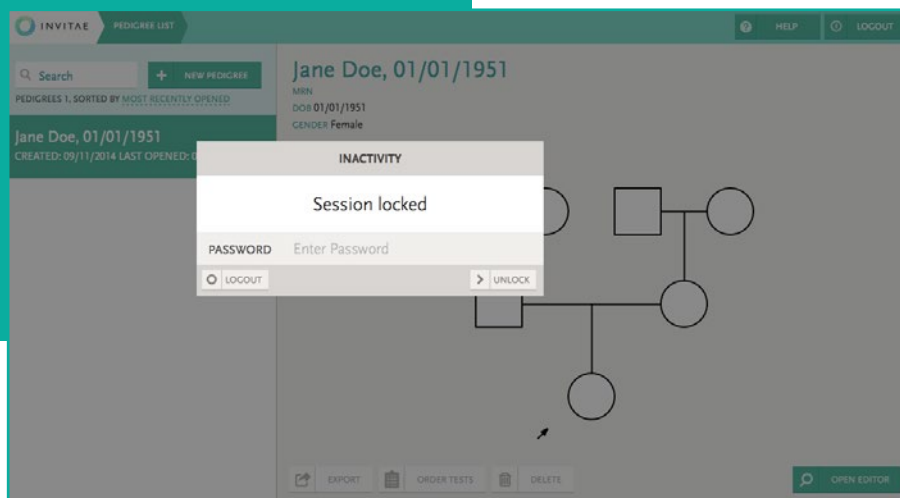 INVITAE
PEDIGREE LIST
HELP
LOGOUT
Search
NEW PEDIGREE
PEDIGREES 1, SORTED BY MOST RECENTLY OPENED
Jane Doe, 01/01/1951
CREATED: 09/11/2014 LAST OPENED: 0
Jane Doe, 01/01/1951
MRN
DOB 01/01/1951
GENDER Female
INACTIVITY
Session locked
PASSWORD Enter Password
LOGOUT
UNLOCK
EXPORT
ORDER TESTS
DELETE
OPEN EDITOR